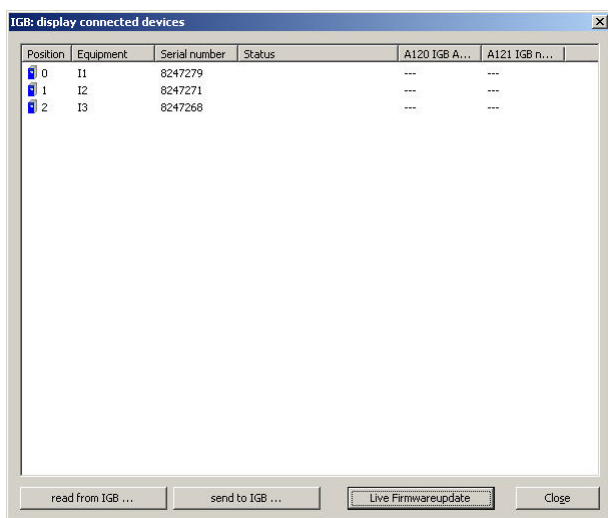 IGB: display connected devices
Position Equipment Serial number Status A120 IGB A... A121 IGB n...
0 I1 8247279 --- ---
1 I2 8247271 --- ---
2 I3 8247268 --- ---
read from IGB ... send to IGB ... Live Firmwareupdate Close